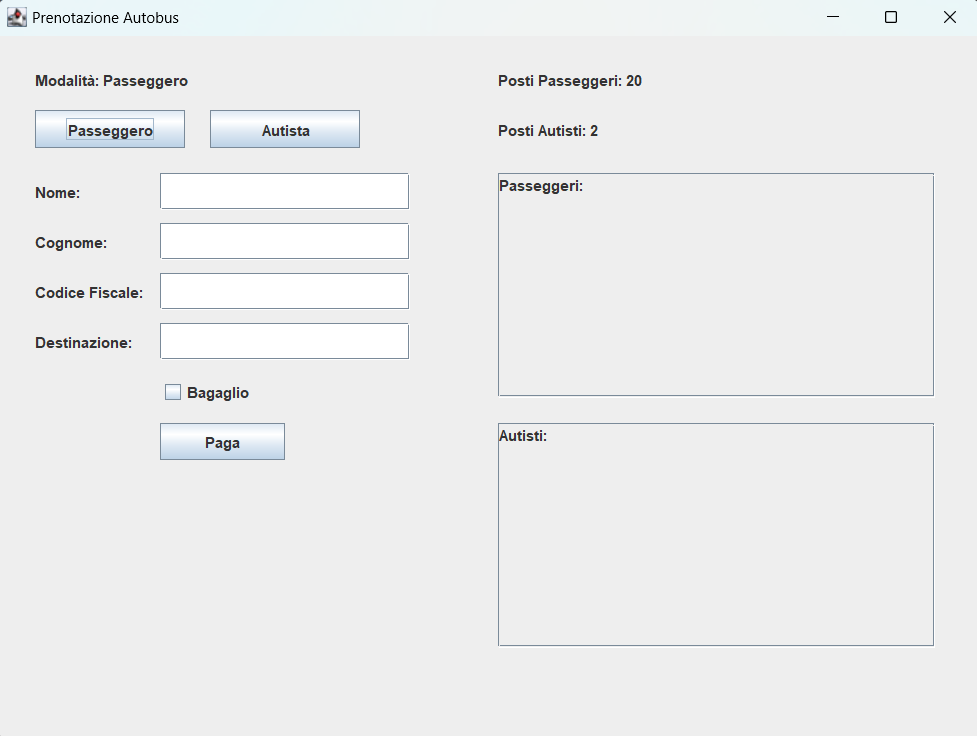 Prenotazione Autobus
Modalità: Passeggero
Passeggero
Autista
Nome:
Cognome:
Codice Fiscale:
Destinazione:
Bagaglio
Paga
Posti Passeggeri: 20
Posti Autisti: 2
Passeggeri:
Autisti: